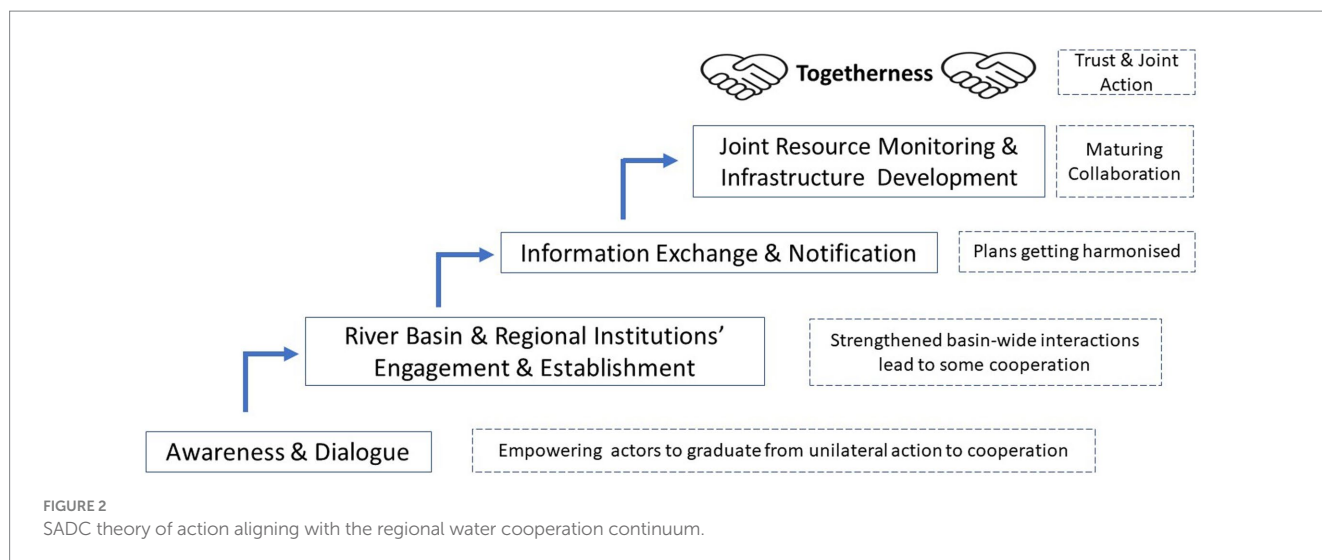 Togetherness
Trust & Joint
Action
Joint Resource Monitoring &
Infrastructure Development
Maturing
Collaboration
Information Exchange & Notification
Plans getting harmonised
River Basin & Regional Institutions’
Engagement & Establishment
Strengthened basin-wide interactions
lead to some cooperation
Awareness & Dialogue
Empowering actors to graduate from unilateral action to cooperation
FIGURE 2
SADC theory of action aligning with the regional water cooperation continuum.